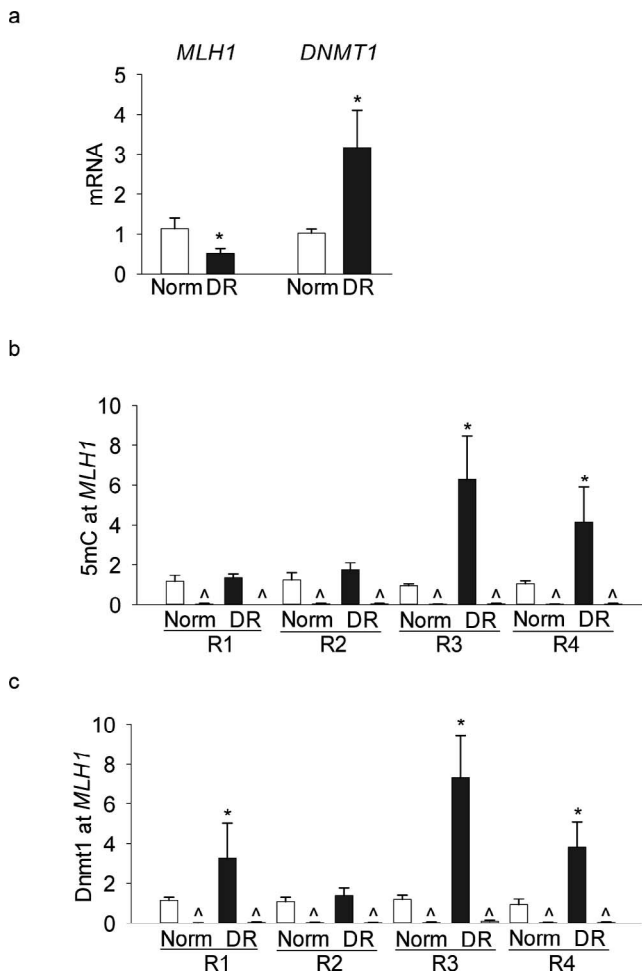 a
MLH1 DNMT1
5
4
3
2
1
0
mRNA
* *
Norm DR Norm DR
b
10
8
6
4
2
0
5mC at MLH1
* *
^ ^ ^ ^ ^ ^ ^ ^
Norm DR Norm DR Norm DR Norm DR
R1 R2 R3 R4
c
10
8
6
4
2
0
Dnmt1 at MLH1
* * *
^ ^ ^ ^ ^ ^ ^ ^
Norm DR Norm DR Norm DR Norm DR
R1 R2 R3 R4